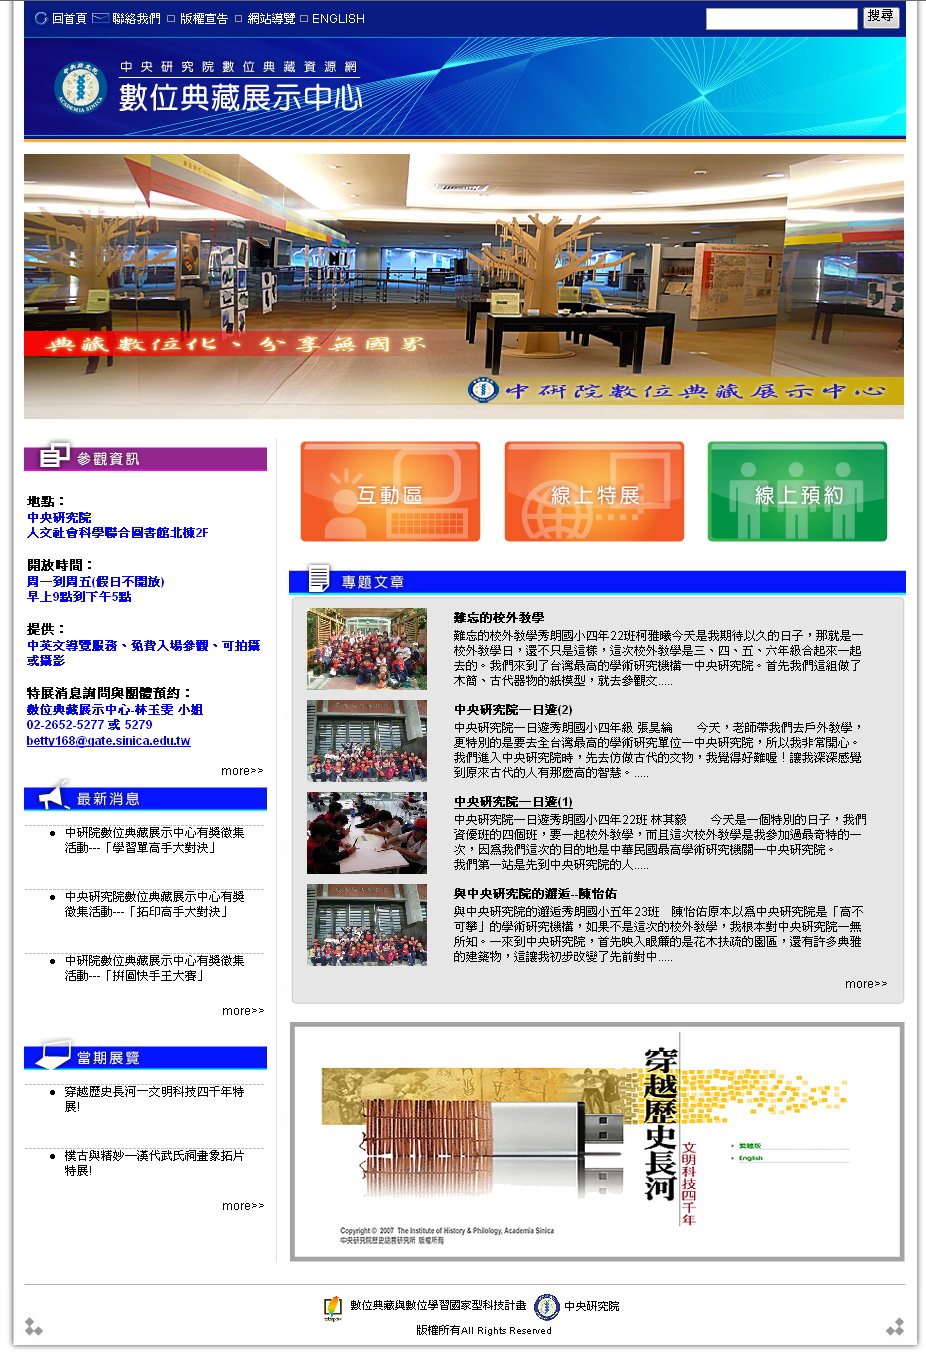 回首頁 聯絡我們 版權宣告 網站導覽 ENGLISH 搜尋
中央研究院數位典藏資源網
數位典藏展示中心
ACADEMIA SINICA
典藏數位化、分享無國界
中研院數位典藏展示中心
參觀資訊
地點：
中央研究院
人文社會科學聯合圖書館北棟2F
開放時間：
周一到周五(假日不開放)
早上9點到下午5點
提供：
中英文導覽服務、免費入場參觀、可拍攝
或攝影
特展消息詢問與團體預約：
數位典藏展示中心-林玉雯 小姐
02-2652-5277 或 5279
betty168@gate.sinica.edu.tw
more>>
最新消息
中研院數位典藏展示中心有獎徵集
活動---「學習單高手大對決」
中央研究院數位典藏展示中心有獎
徵集活動---「拓印高手大對決」
中研院數位典藏展示中心有獎徵集
活動---「拼圖快手王大賽」
more>>
當期展覽
穿越歷史長河—文明科技四千年特
展!
樸古與精妙—漢代武氏祠畫象拓片
特展!
more>>
互動區
線上特展
線上預約
專題文章
難忘的校外教學
難忘的校外教學秀朗國小四年22班柯雅曦今天是我期待以久的日子，那就是一
校外教學日，還不只是這樣，這次校外教學是三、四、五、六年級合起來一起
去的。我們來到了台灣最高的學術研究機構—中央研究院。首先我們這組做了
木簡、古代器物的紙模型，就去參觀文.....
中央研究院一日遊(2)
中央研究院一日遊秀朗國小四年級 張昊綸　　今天，老師帶我們去戶外教學，
更特別的是要去全台灣最高的學術研究單位—中央研究院，所以我非常開心。
我們進入中央研究院時，先去仿做古代的文物，我覺得好難喔！讓我深深感覺
到原來古代的人有那麼高的智慧。.....
中央研究院一日遊(1)
中央研究院一日遊秀朗國小四年22班 林其毅　　今天是一個特別的日子，我們
資優班的四個班，要一起校外教學，而且這次校外教學是我參加過最奇特的一
次，因為我們這次的目的地是中華民國最高學術研究機關—中央研究院。
我們第一站是先到中央研究院的人.....
與中央研究院的邂逅--陳怡佑
與中央研究院的邂逅秀朗國小五年23班　陳怡佑原本以為中央研究院是「高不
可攀」的學術研究機構，如果不是這次的校外教學，我根本對中央研究院一無
所知。一來到中央研究院，首先映入眼簾的是花木扶疏的園區，還有許多典雅
的建築物，這讓我初步改變了先前對中.....
more>>
穿越歷史長河
文明科技四千年
繁體版
English
Copyright © 2007 The Institute of History & Philology, Academia Sinica
中央研究院歷史語言研究所 版權所有
數位典藏與數位學習國家型科技計畫 中央研究院
版權所有All Rights Reserved